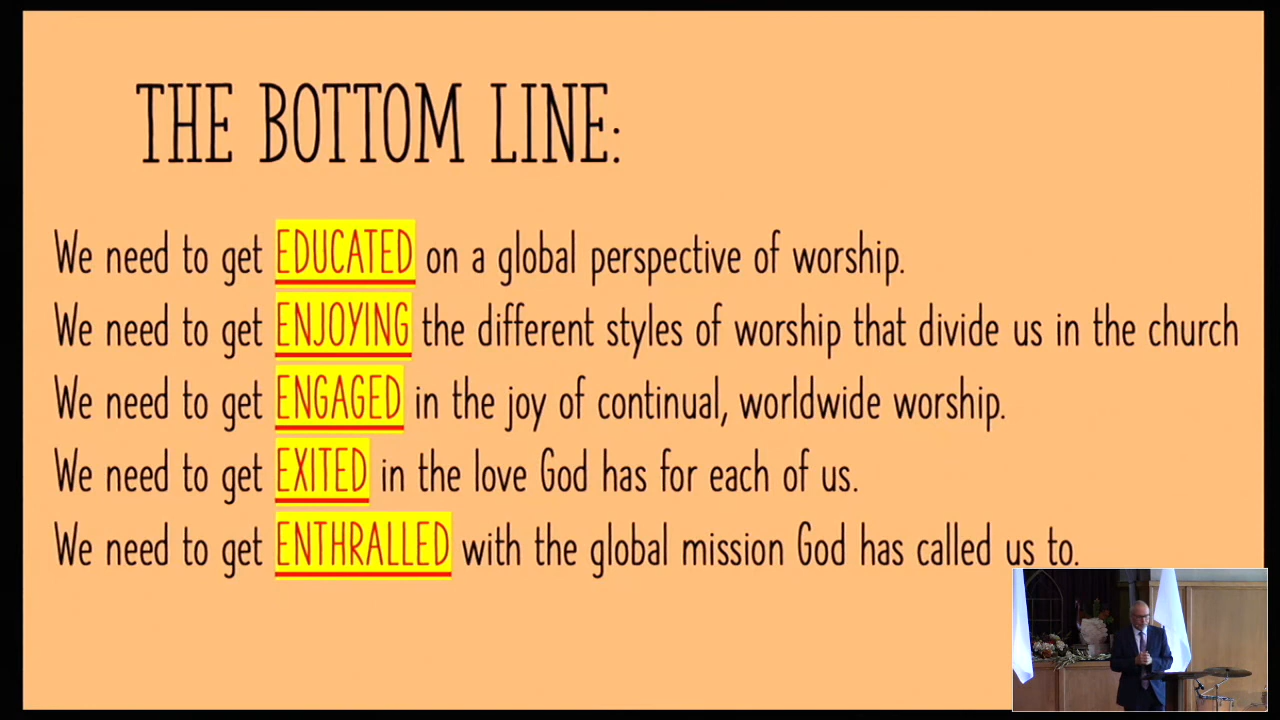 THE BOTTOM LINE:
We need to get EDUCATED on a global perspective of worship.
We need to get ENJOYING the different styles of worship that divide us in the church
We need to get ENGAGED in the joy of continual, worldwide worship.
We need to get EXITED in the love God has for each of us.
We need to get ENTHRALLED with the global mission God has called us to.